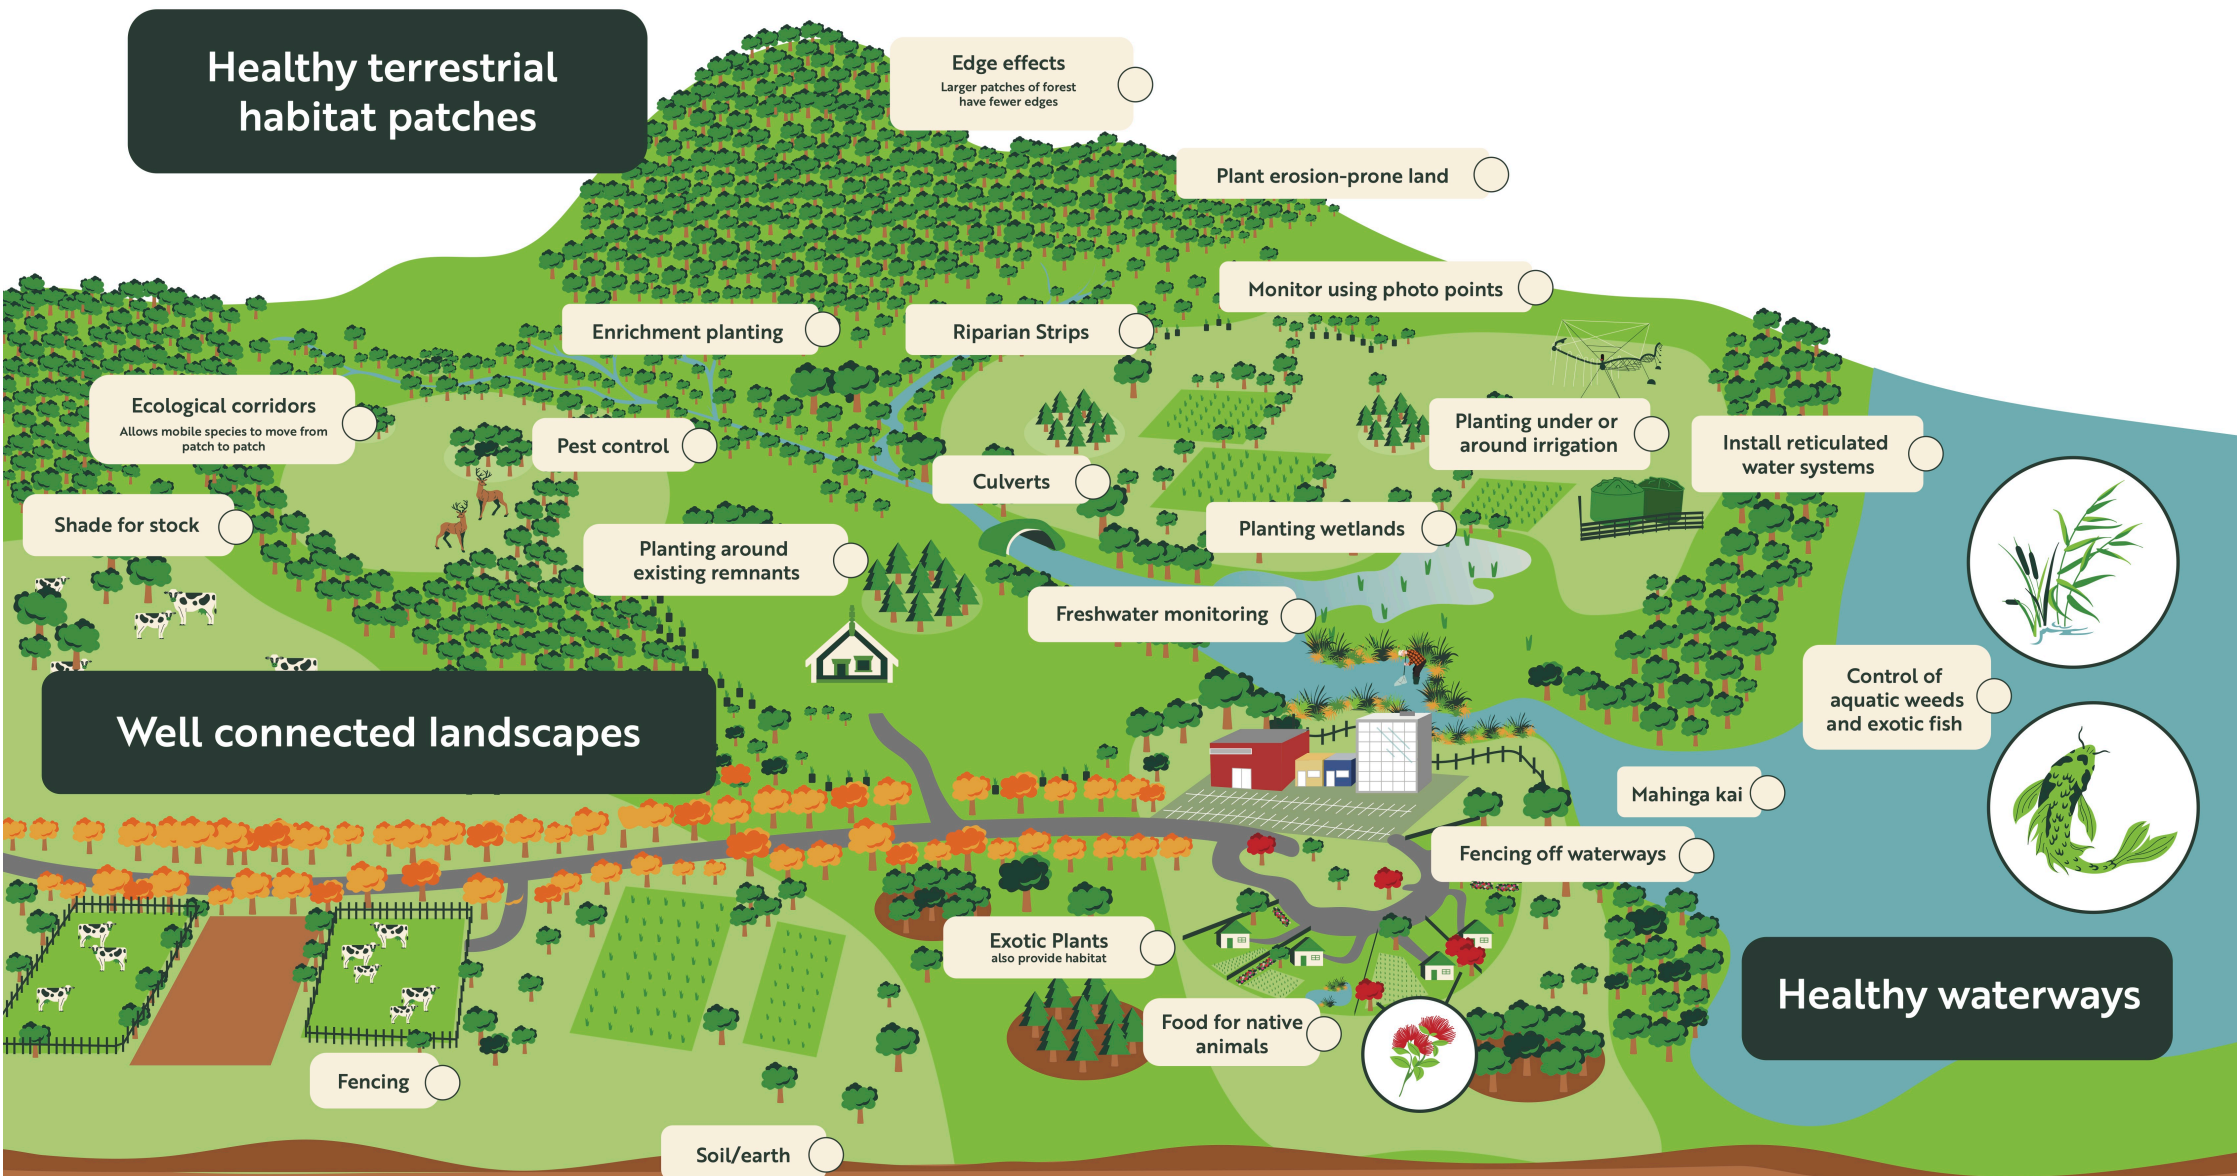 Healthy terrestrial
habitat patches
Edge effects
Larger patches of forest
have fewer edges
Plant erosion-prone land
Monitor using photo points
Enrichment planting
Riparian Strips
Ecological corridors
Allows mobile species to move from
patch to patch
Pest control
Planting under or
around irrigation
Install reticulated
water systems
Culverts
Shade for stock
Planting wetlands
Planting around
existing remnants
Freshwater monitoring
Control of
aquatic weeds
and exotic fish
Well connected landscapes
Mahinga kai
Fencing off waterways
Exotic Plants
also provide habitat
Healthy waterways
Food for native
animals
Fencing
Soil/earth